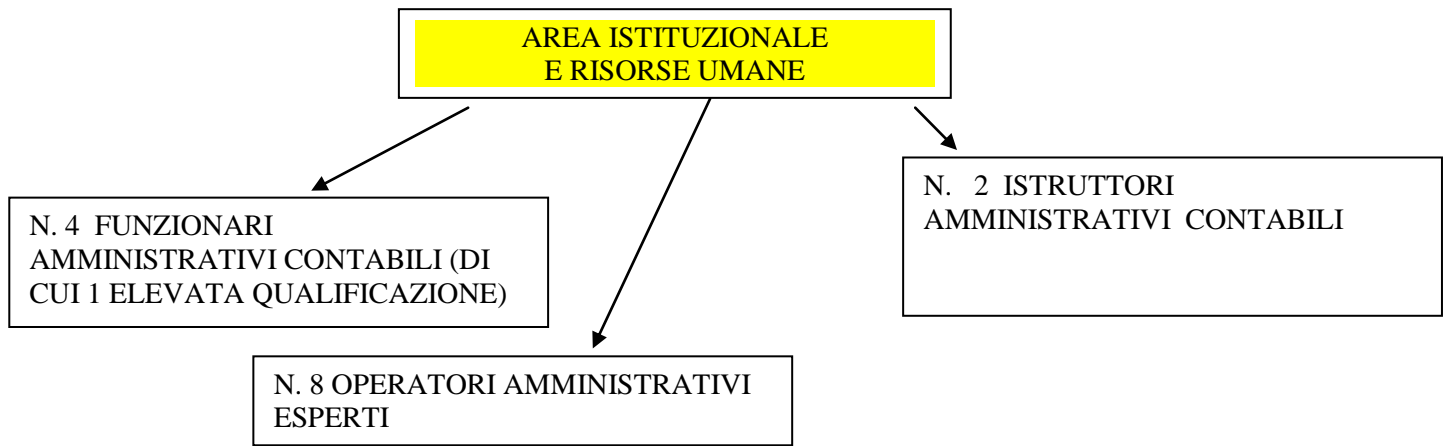 AREA ISTITUZIONALE
E RISORSE UMANE
N. 4 FUNZIONARI
AMMINISTRATIVI CONTABILI (DI
CUI 1 ELEVATA QUALIFICAZIONE)
N. 2 ISTRUTTORI
AMMINISTRATIVI CONTABILI
N. 8 OPERATORI AMMINISTRATIVI
ESPERTI